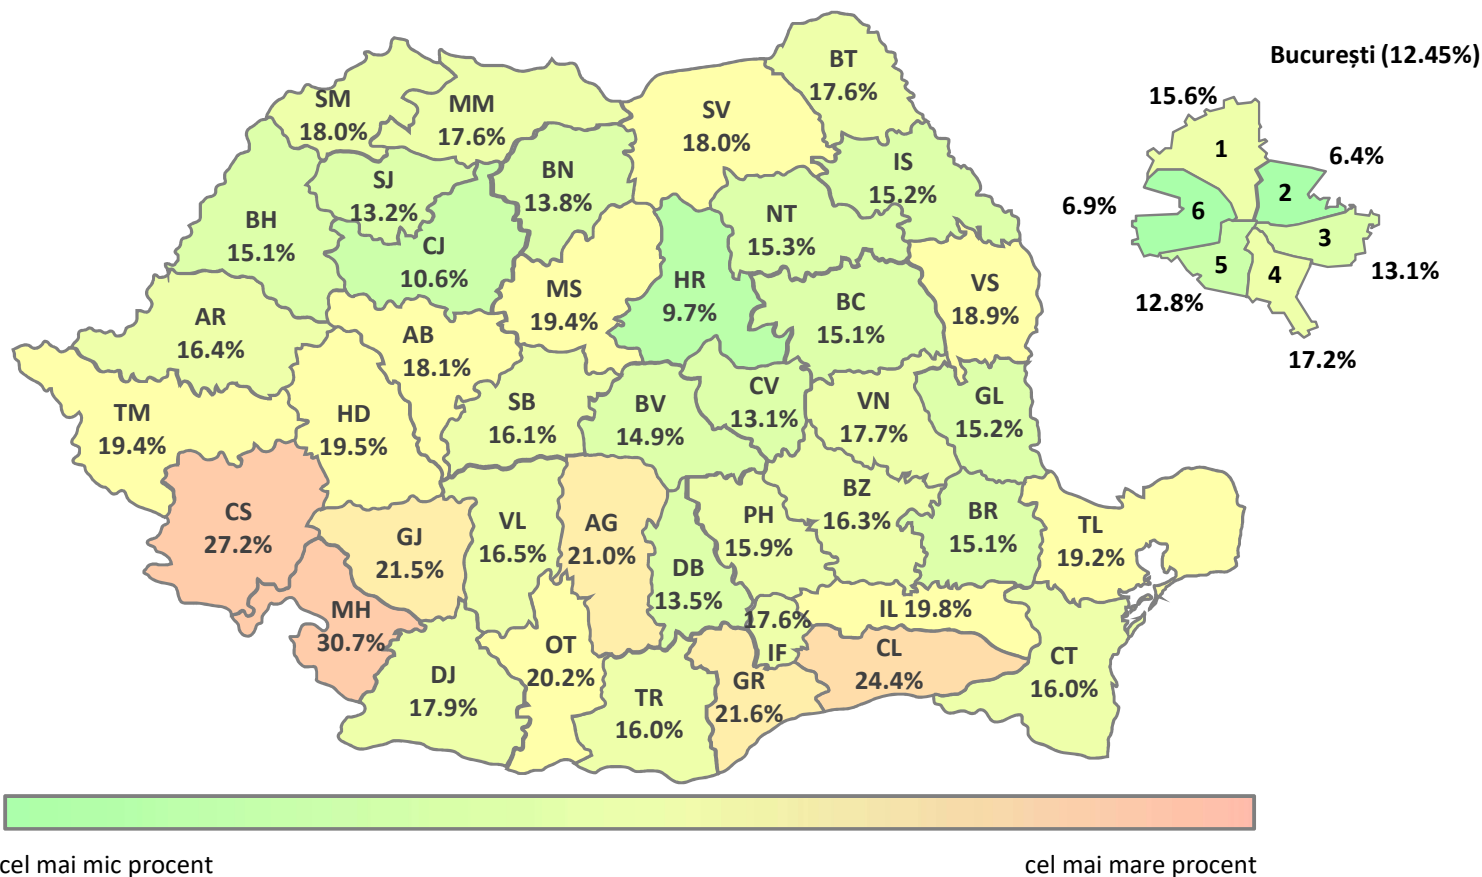 București (12.45%)
BT
17.6%
SM
18.0%
MM
17.6%
SV
18.0%
15.6%
1
6.4%
2
6.9%
6
3
13.1%
5
4
12.8%
17.2%
IS
15.2%
BN
13.8%
SJ
13.2%
BH
15.1%
NT
15.3%
CJ
10.6%
HR
9.7%
MS
19.4%
VS
18.9%
BC
15.1%
AR
16.4%
AB
18.1%
TM
19.4%
HD
19.5%
SB
16.1%
BV
14.9%
CV
13.1%
VN
17.7%
GL
15.2%
CS
27.2%
GJ
21.5%
VL
16.5%
AG
21.0%
PH
15.9%
BZ
16.3%
BR
15.1%
TL
19.2%
DB
13.5%
MH
30.7%
17.6%
IF
IL 19.8%
OT
20.2%
CL
24.4%
CT
16.0%
DJ
17.9%
TR
16.0%
GR
21.6%
cel mai mic procent
cel mai mare procent